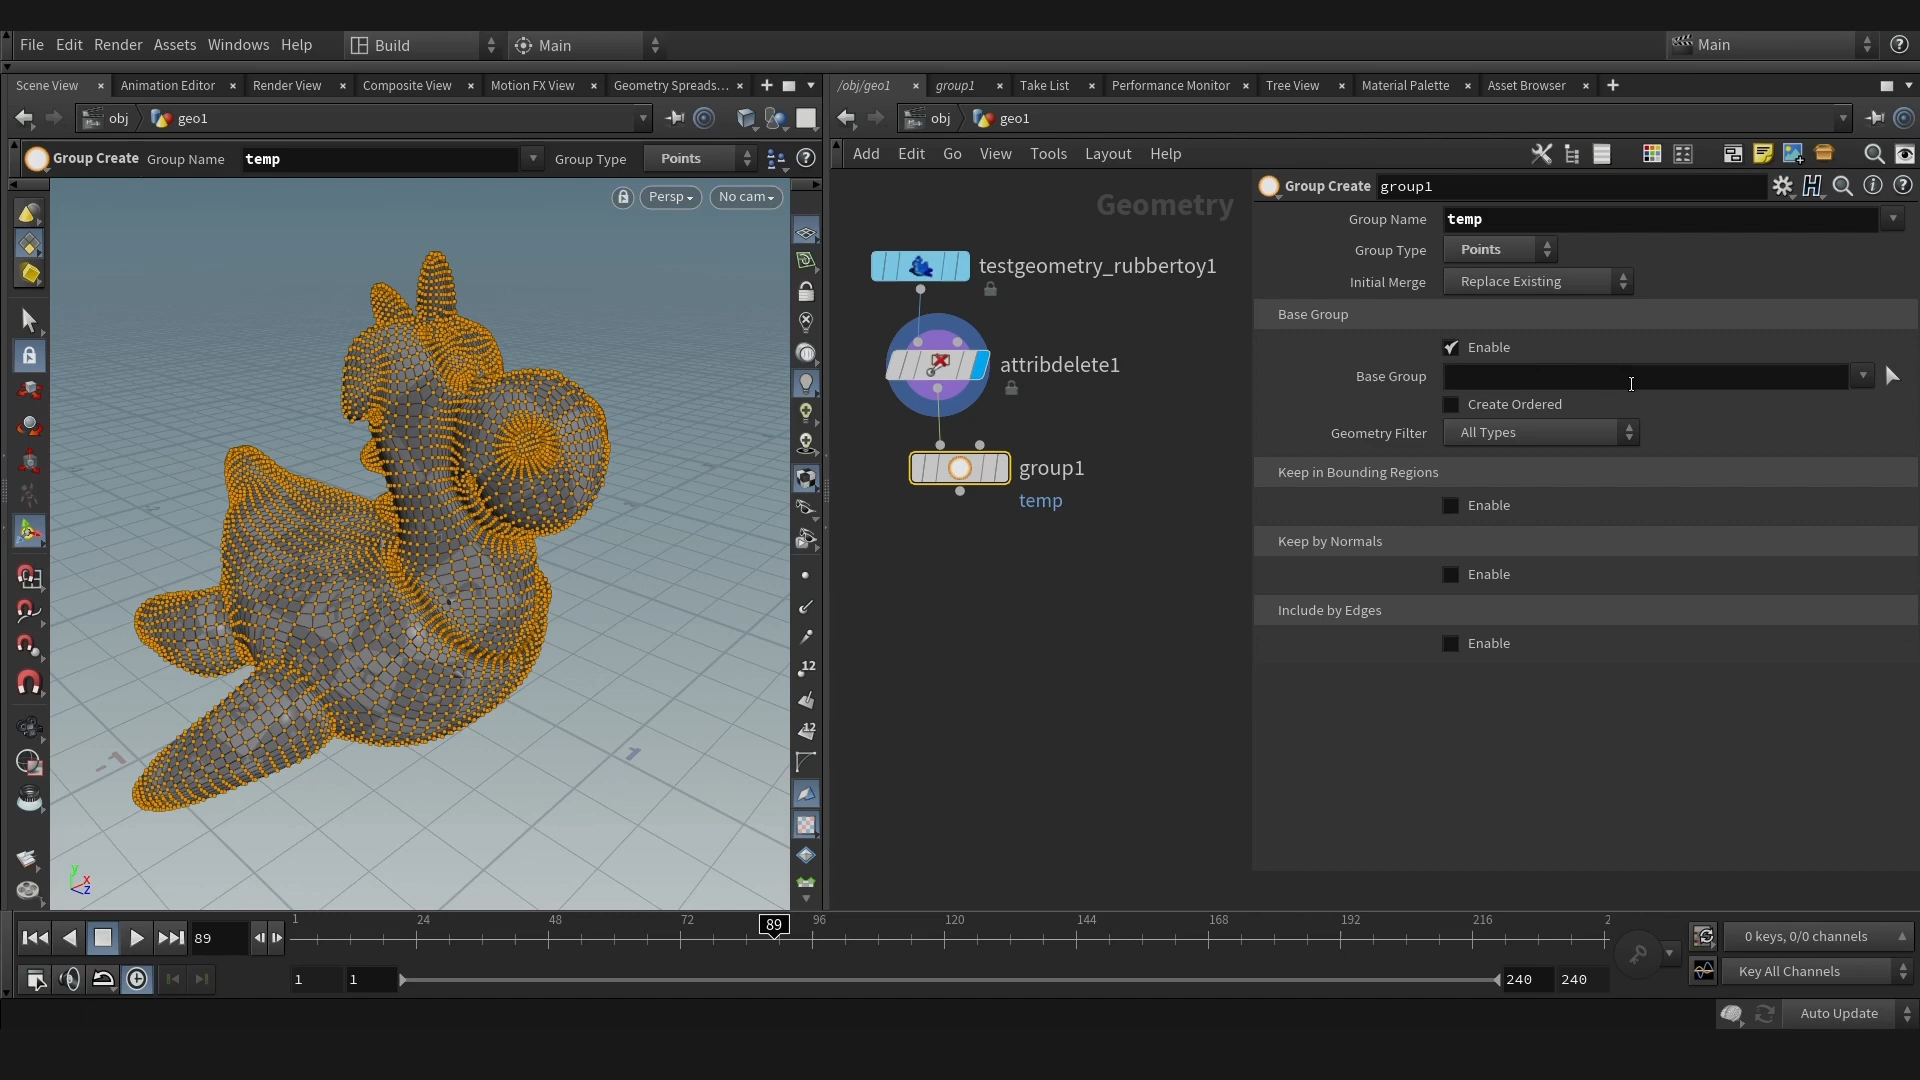 File Edit Render Assets Windows Help Build Main Main
Scene View Animation Editor Render View Composite View Motion FX View Geometry Spreads... /obj/geo1 group1 Take List Performance Monitor Tree View Material Palette Asset Browser
obj geo1 obj geo1
Group Create Group Name temp Group Type Points
Add Edit Go View Tools Layout Help
Persp No cam
Geometry
testgeometry_rubbertoy1
attribdelete1
group1
temp
Group Create group1
Group Name temp
Group Type Points
Initial Merge Replace Existing
Base Group
Enable
Base Group
Create Ordered
Geometry Filter All Types
Keep in Bounding Regions
Enable
Keep by Normals
Enable
Include by Edges
Enable
12
12
-1 1
y
x
z
1 24 48 72 89 96 120 144 168 192 216 2
89
0 keys, 0/0 channels
1 1 240 240
Key All Channels
Auto Update